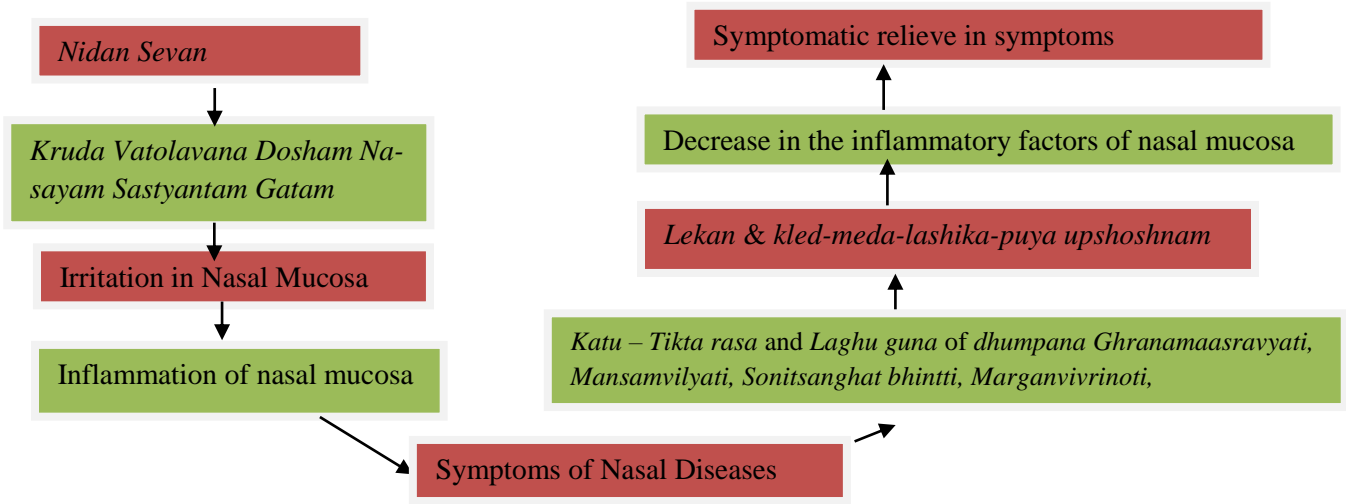 Nidan Sevan
Kruda Vatolavana Dosham Na-
sayam Sastyantam Gatam
Irritation in Nasal Mucosa
Inflammation of nasal mucosa
Symptoms of Nasal Diseases
Katu – Tikta rasa and Laghu guna of dhumpana Ghranamaasravyati,
Mansamvilyati, Sonitsanghat bhintti, Marganvivrinoti,
Lekan & kled-meda-lashika-puya upshoshnam
Decrease in the inflammatory factors of nasal mucosa
Symptomatic relieve in symptoms